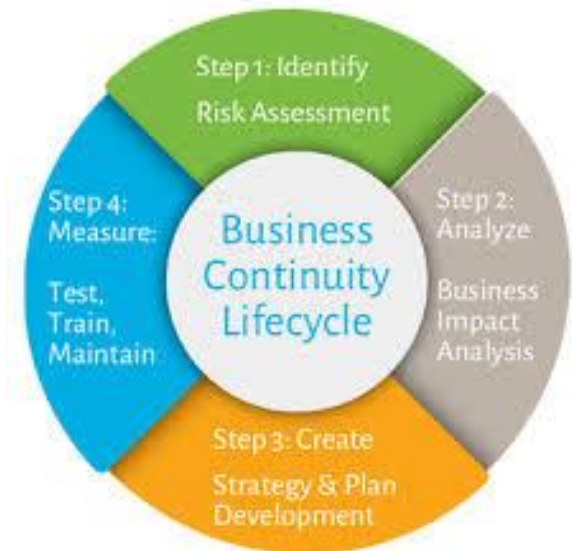 Step 1: Identify
Risk Assessment
Step 2:
Analyze
Business
Impact
Analysis
Step 3: Create
Strategy & Plan
Development
Step 4:
Measure:
Test,
Train,
Maintain
Business
Continuity
Lifecycle